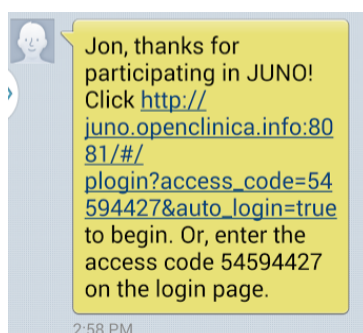 Jon, thanks for
participating in JUNO!
Click http://
juno.openclinica.info:80
81/#/
plogin?access_code=54
594427&auto_login=true
to begin. Or, enter the
access code 54594427
on the login page.
2:58 PM